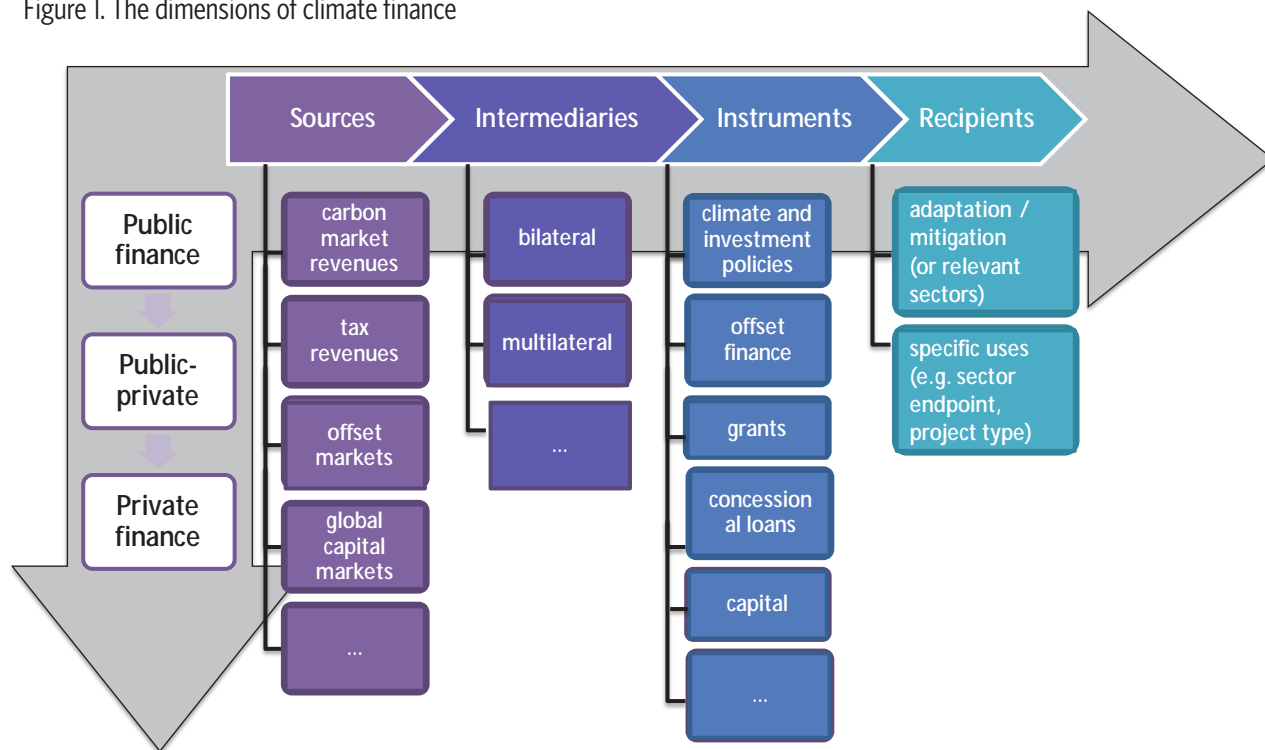 Figure 1. The dimensions of climate finance
Sources
Intermediaries
Instruments
Recipients
Public
finance
Public-
private
Private
finance
carbon
market
revenues
tax
revenues
offset
markets
global
capital
markets
...
bilateral
multilateral
...
climate and
investment
policies
offset
finance
grants
concession
al loans
capital
...
adaptation /
mitigation
(or relevant
sectors)
specific uses
(e.g. sector
endpoint,
project type)